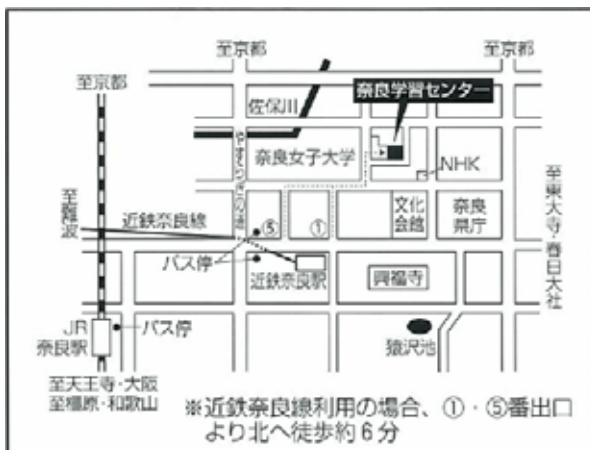 至京都
至京都
至京都
奈良学習センター
佐保川
奈良女子大学
NHK
やすらぎの道
至難波
近鉄奈良線
⑤
①
文化
会館
奈良
県庁
至東大寺・春日大社
バス停
近鉄奈良駅
興福寺
JR
奈良駅
バス停
猿沢池
至天王寺・大阪
至橿原・和歌山
※近鉄奈良線利用の場合、①・⑤番出口
より北へ徒歩約6分